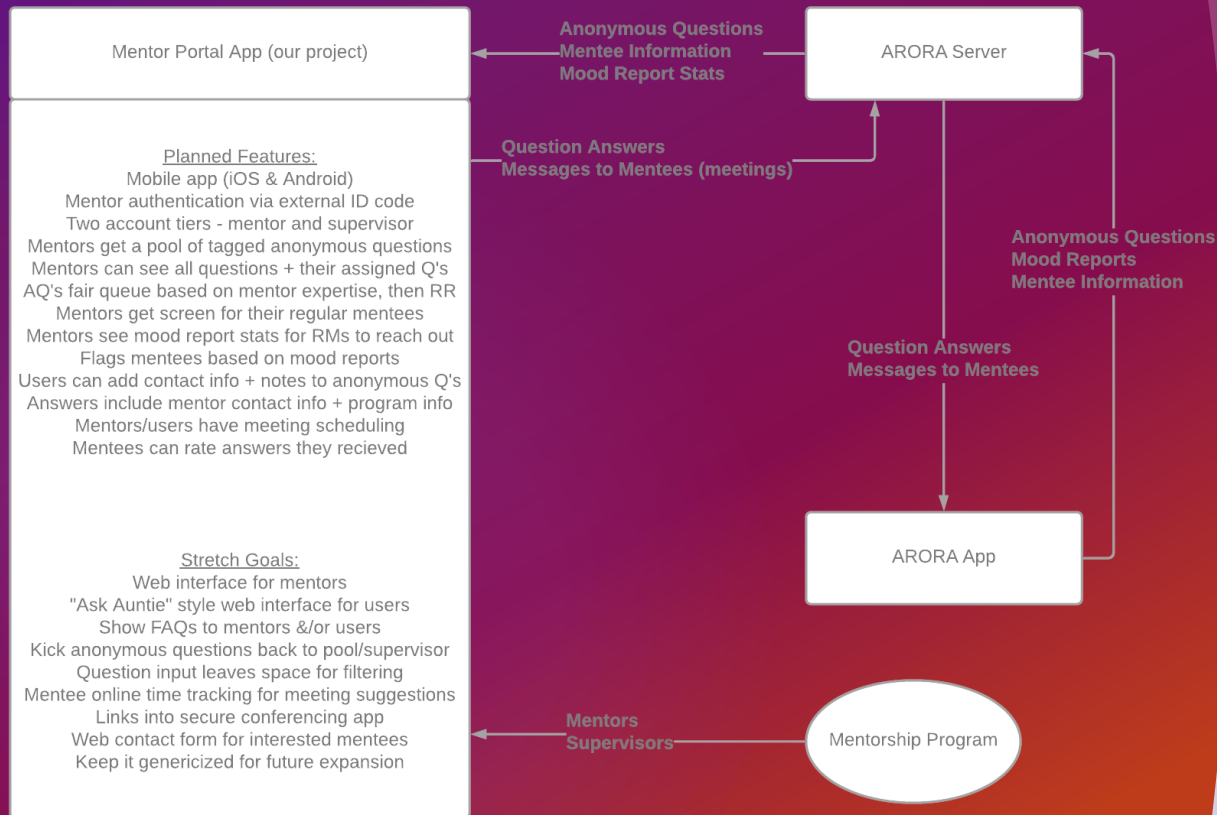 Mentor Portal App (our project)
Anonymous Questions
Mentee Information
Mood Report Stats
ARORA Server
Question Answers
Messages to Mentees (meetings)
Planned Features:
Mobile app (iOS & Android)
Mentor authentication via external ID code
Two account tiers - mentor and supervisor
Mentors get a pool of tagged anonymous questions
Mentors can see all questions + their assigned Q's
AQ's fair queue based on mentor expertise, then RR
Mentors get screen for their regular mentees
Mentors see mood report stats for RMs to reach out
Flags mentees based on mood reports
Users can add contact info + notes to anonymous Q's
Answers include mentor contact info + program info
Mentors/users have meeting scheduling
Mentees can rate answers they recieved
Anonymous Questions
Mood Reports
Mentee Information
Question Answers
Messages to Mentees
ARORA App
Stretch Goals:
Web interface for mentors
"Ask Auntie" style web interface for users
Show FAQs to mentors &/or users
Kick anonymous questions back to pool/supervisor
Question input leaves space for filtering
Mentee online time tracking for meeting suggestions
Links into secure conferencing app
Web contact form for interested mentees
Keep it genericized for future expansion
Mentors
Supervisors
Mentorship Program